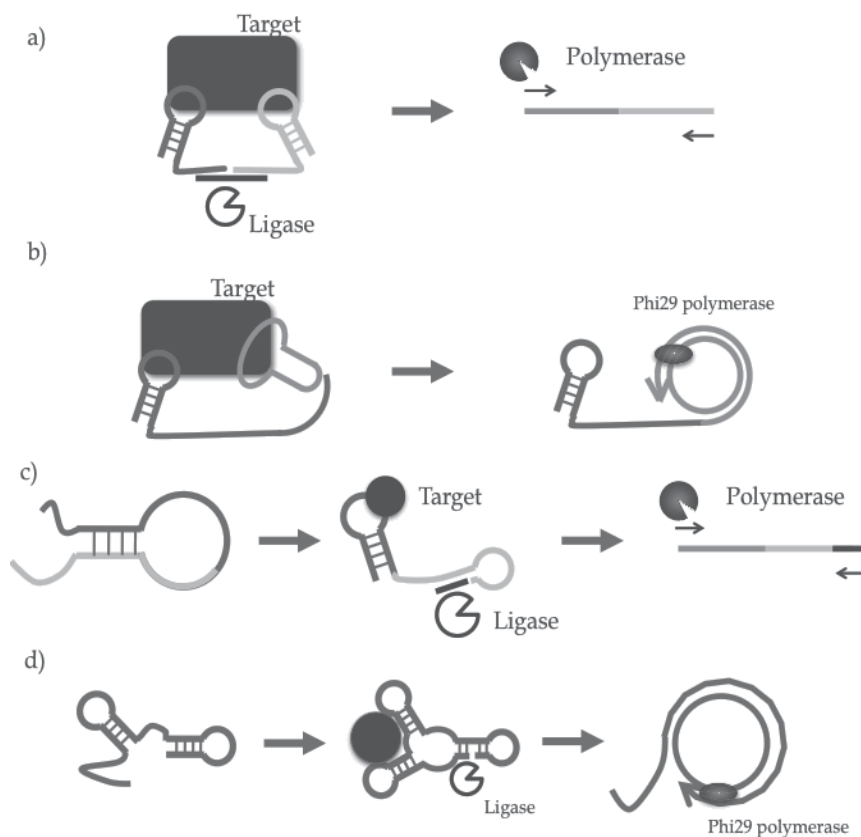 a)
Target
Polymerase
Ligase
b)
Target
Phi29 polymerase
c)
Target
Polymerase
Ligase
d)
Ligase
Phi29 polymerase